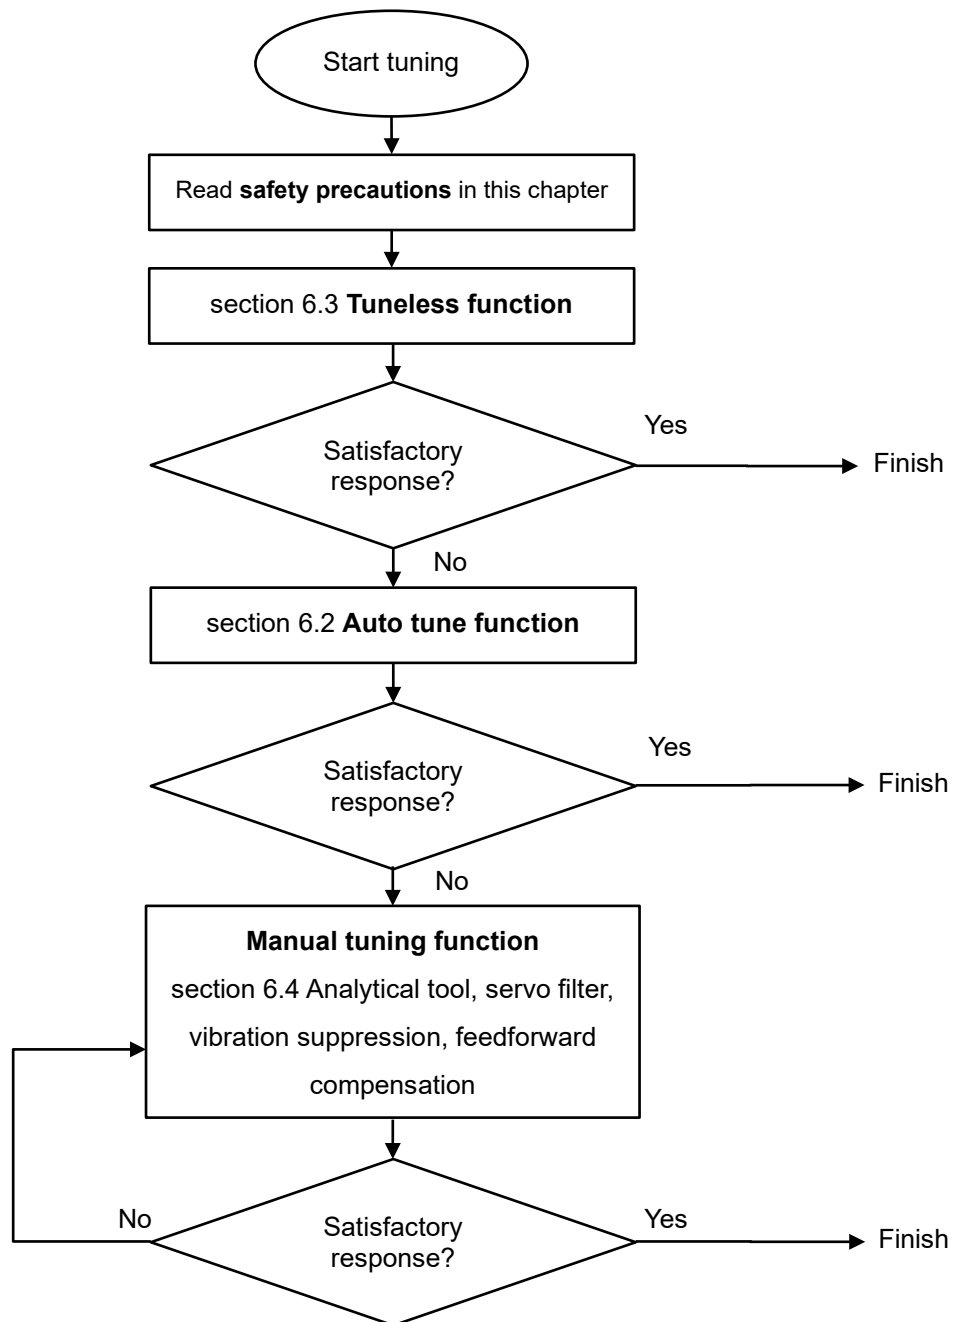 Start tuning
Read safety precautions in this chapter
section 6.3 Tuneless function
Satisfactory
response?
Yes
Finish
No
section 6.2 Auto tune function
Satisfactory
response?
Yes
Finish
No
Manual tuning function
section 6.4 Analytical tool, servo filter,
vibration suppression, feedforward
compensation
No
Satisfactory
response?
Yes
Finish